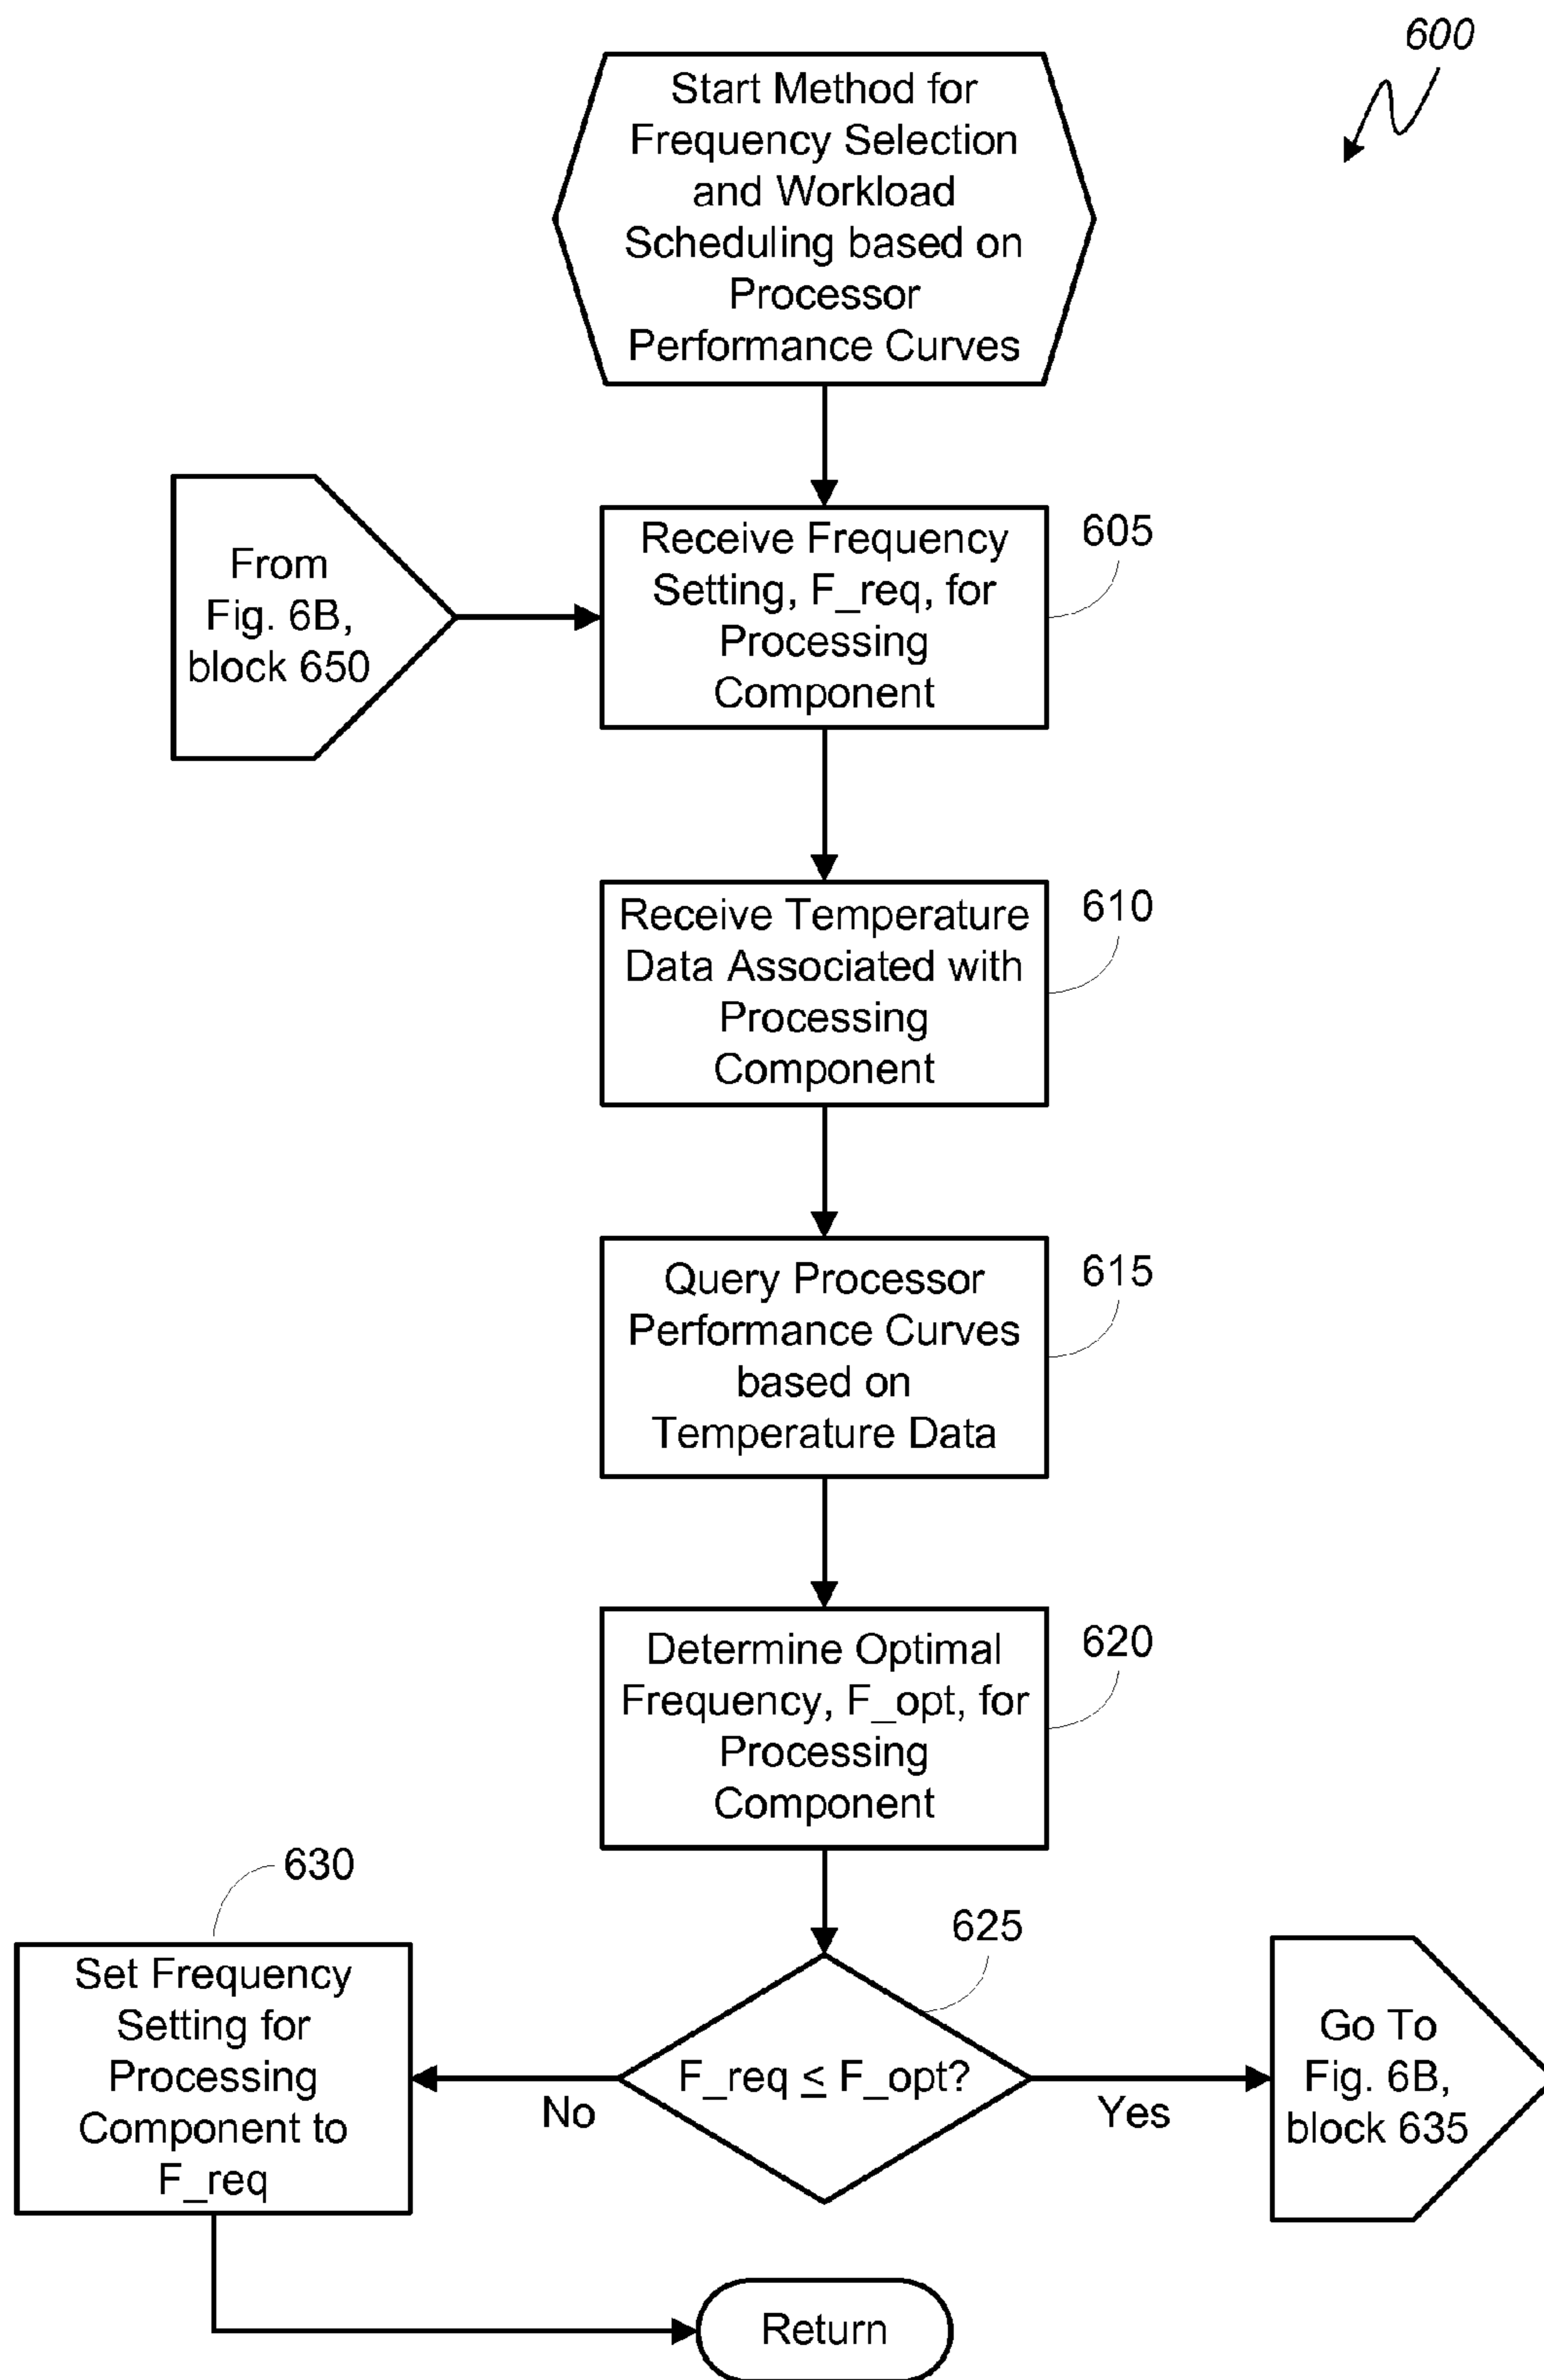 600
Start Method for
Frequency Selection
and Workload
Scheduling based on
Processor
Performance Curves
From
Fig. 6B,
block 650
Receive Frequency
Setting, F_req, for
Processing
Component
605
Receive Temperature
Data Associated with
Processing
Component
610
Query Processor
Performance Curves
based on
Temperature Data
615
Determine Optimal
Frequency, F_opt, for
Processing
Component
620
630
Set Frequency
Setting for
Processing
Component to
F_req
625
F_req ≤ F_opt?
No
Yes
Go To
Fig. 6B,
block 635
Return